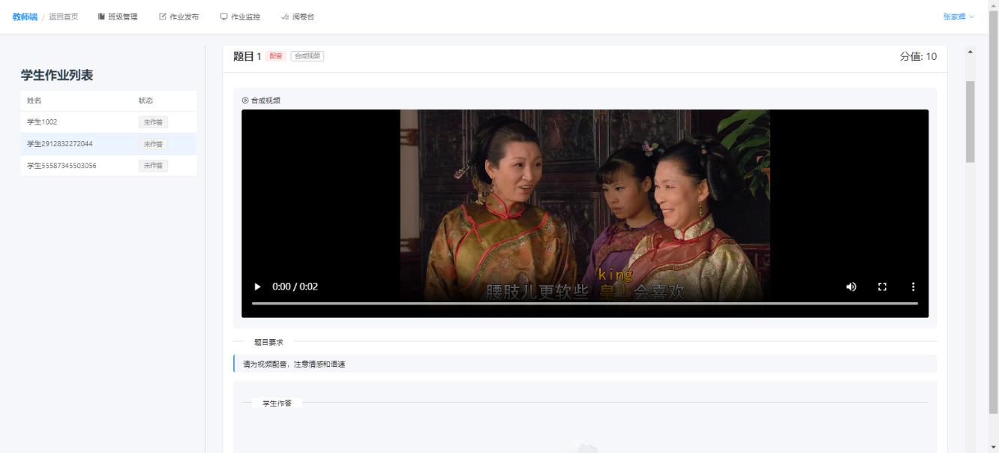 教师端 / 返回首页 班级管理 作业发布 作业监控 阅卷台 张家辉
学生作业列表
姓名 状态
学生1002 未作答
学生2912832272044 未作答
学生55587345503056 未作答
题目 1 配音 合成视频 分值: 10
合成视频
king
腰肢儿更软些 皇上会喜欢
0:00 / 0:02
题目要求
请为视频配音，注意情感和语速
学生作答